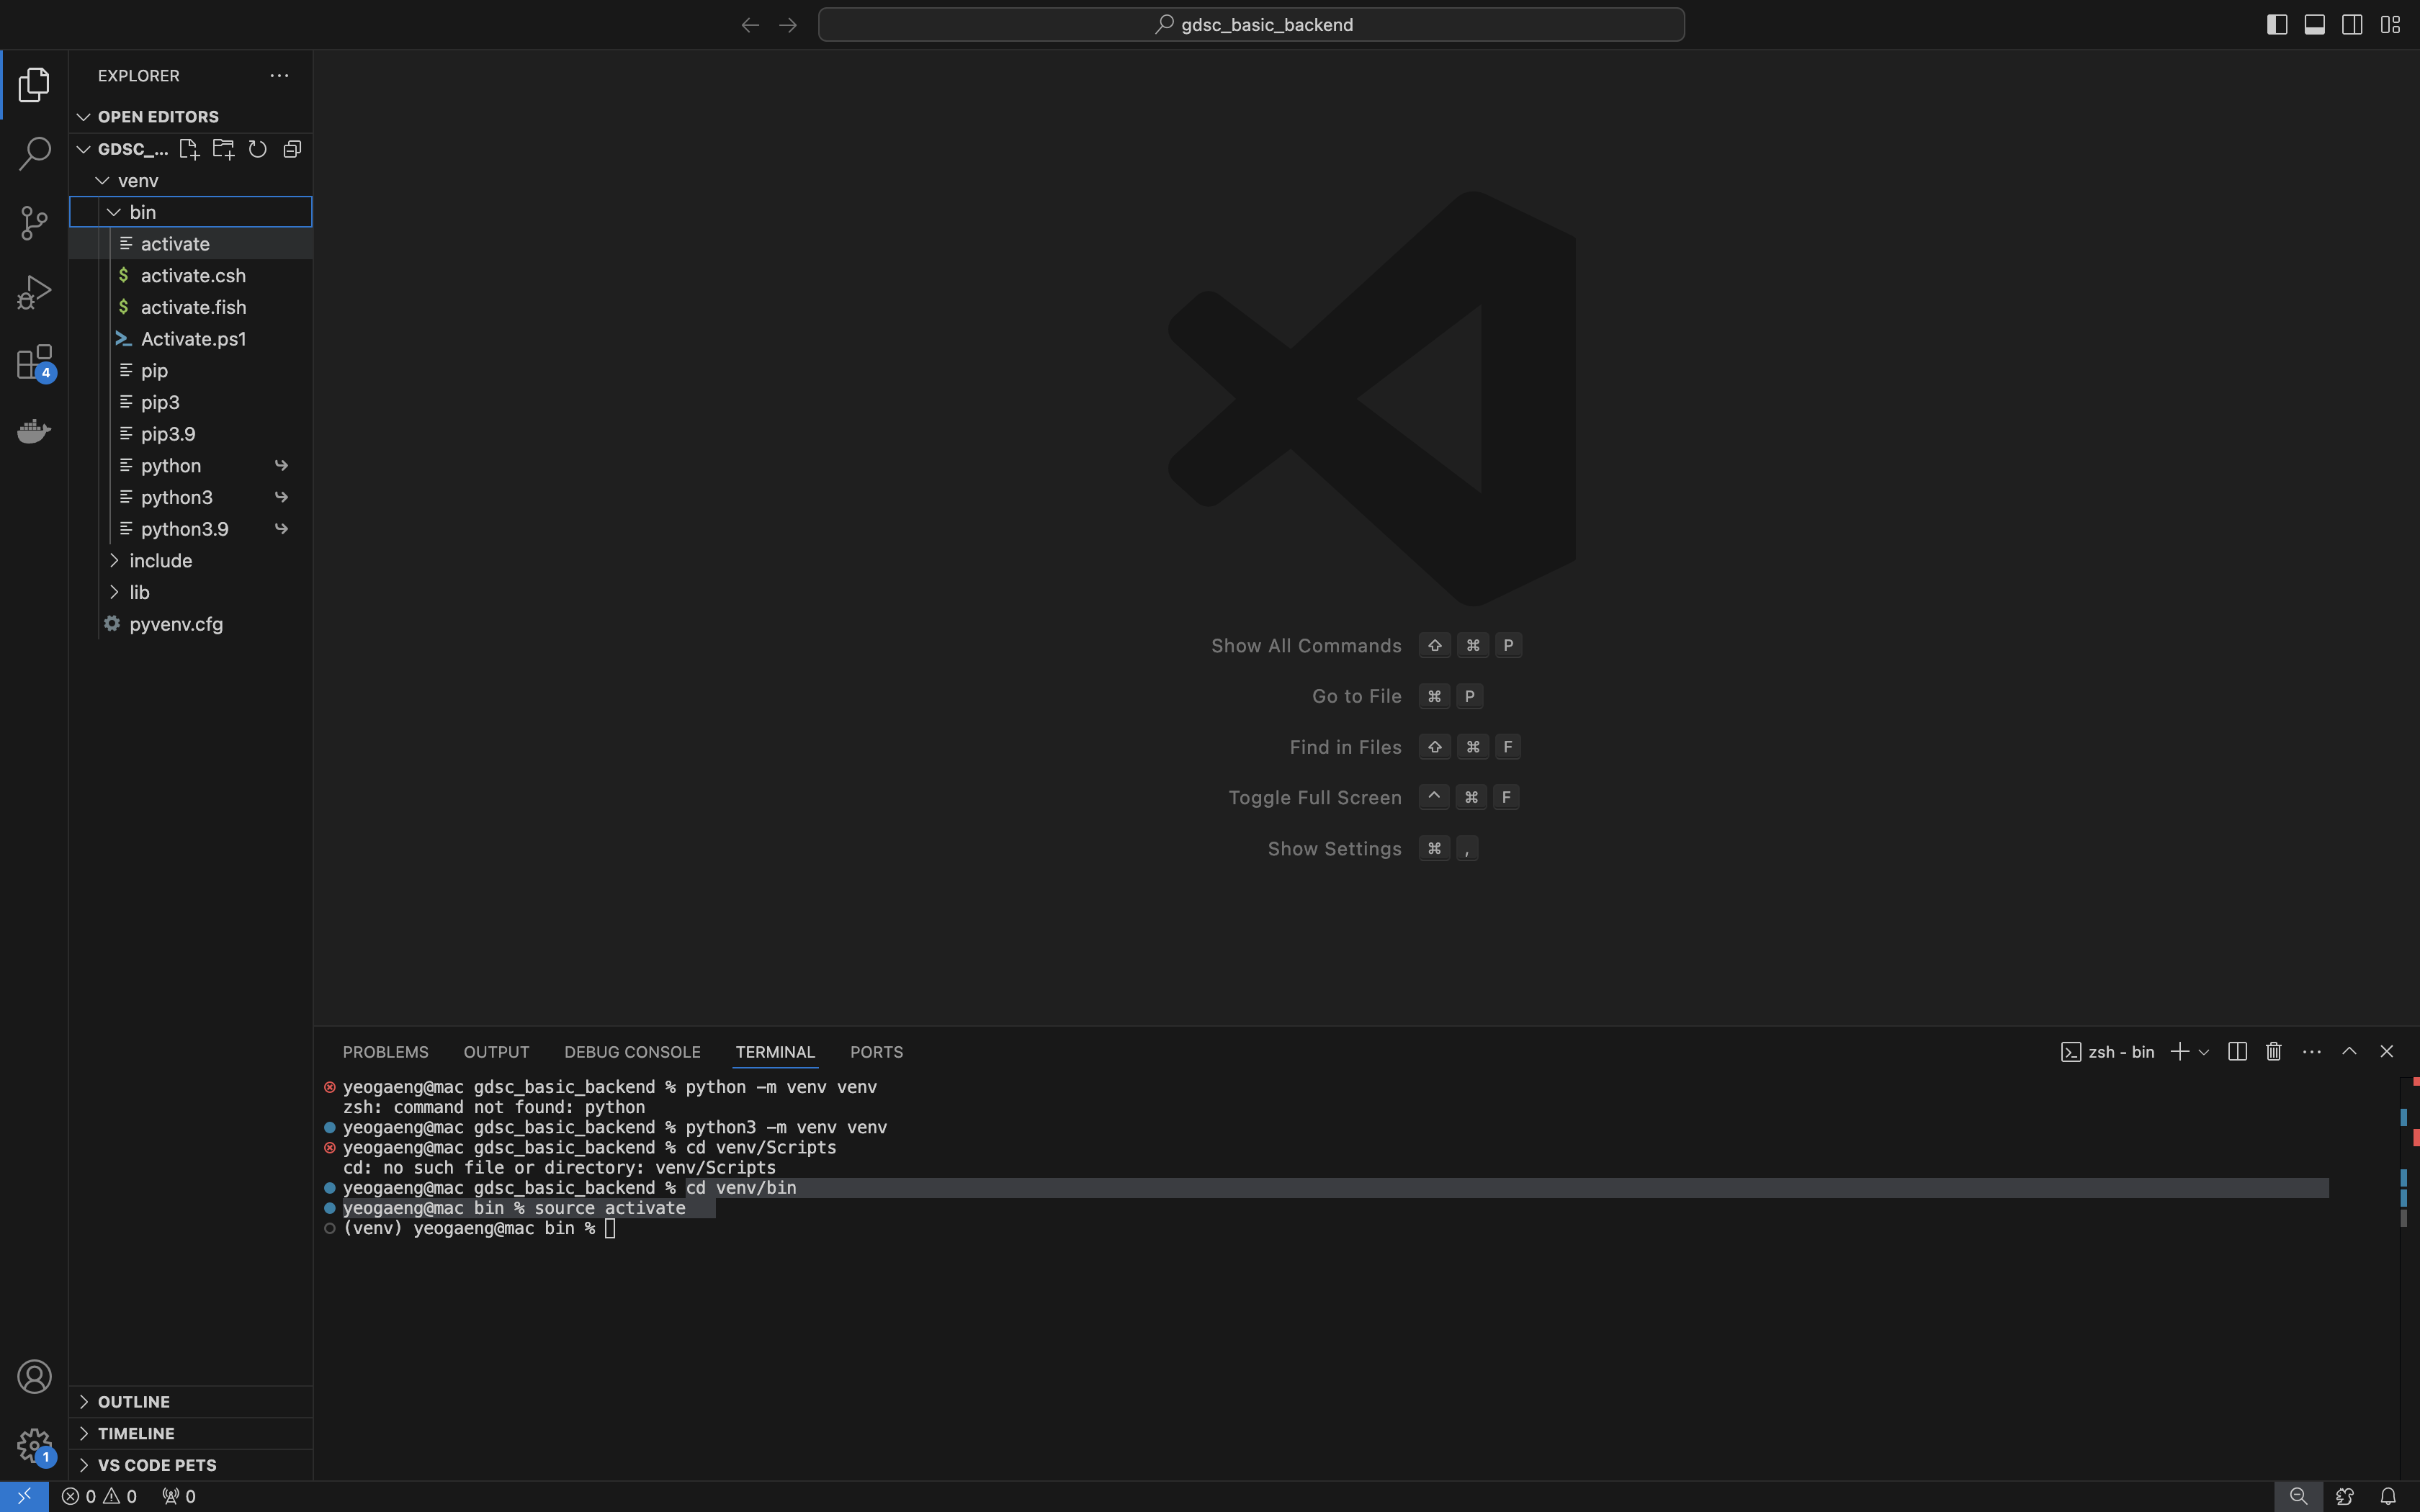 gdsc_basic_backend
EXPLORER
OPEN EDITORS
GDSC_...
venv
bin
activate
$ activate.csh
$ activate.fish
Activate.ps1
pip
pip3
pip3.9
python
python3
python3.9
include
lib
pyvenv.cfg
4
Show All Commands ⇧ ⌘ P
Go to File ⌘ P
Find in Files ⇧ ⌘ F
Toggle Full Screen ^ ⌘ F
Show Settings ⌘ ,
PROBLEMS OUTPUT DEBUG CONSOLE TERMINAL PORTS zsh - bin
yeogaeng@mac gdsc_basic_backend % python -m venv venv
zsh: command not found: python
yeogaeng@mac gdsc_basic_backend % python3 -m venv venv
yeogaeng@mac gdsc_basic_backend % cd venv/Scripts
cd: no such file or directory: venv/Scripts
yeogaeng@mac gdsc_basic_backend % cd venv/bin
yeogaeng@mac bin % source activate
(venv) yeogaeng@mac bin %
OUTLINE
TIMELINE
VS CODE PETS
1
0 0 0